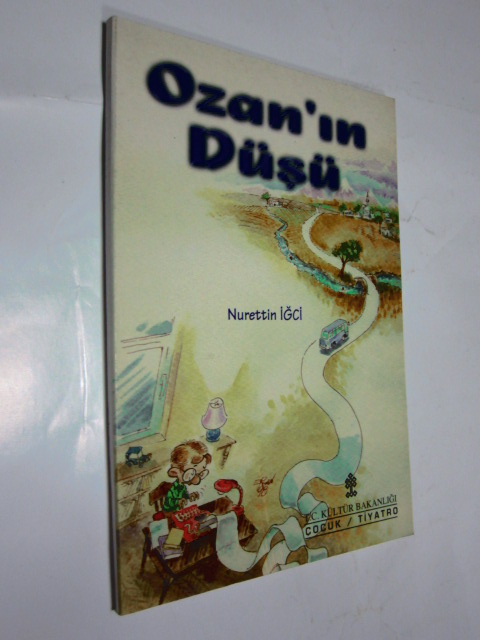 Ozan'ın
Düşü
Nurettin İĞCİ
T.C. KÜLTÜR BAKANLIĞI
ÇOCUK / TİYATRO